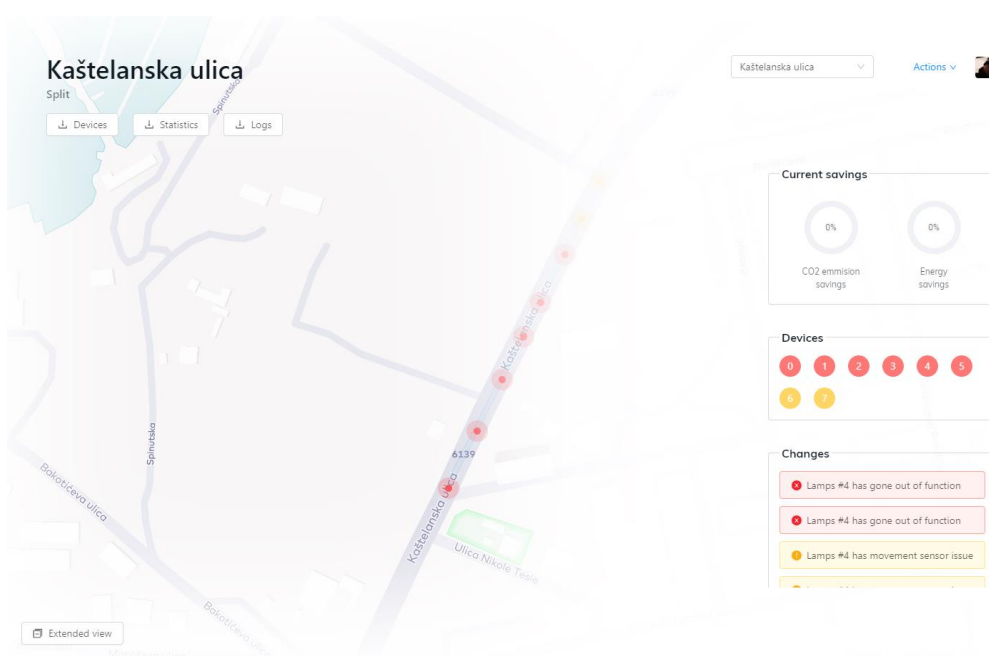 Kaštelanska ulica
Split
Devices
Statistics
Logs
Kaštelanska ulica
Actions
Spinutska
Current savings
0%
0%
CO2 emmision
savings
Energy
savings
Devices
0 1 2 3 4 5
6 7
Changes
Lamps #4 has gone out of function
Lamps #4 has gone out of function
Lamps #4 has movement sensor issue
Kaštelanska ulica
6139
Spinutska
Bokotićeva ulica
Kaštelanska ulica
Ulica Nikole Tesle
Bokotićeva ulica
Extended view